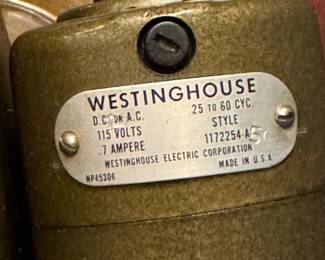 WESTINGHOUSE
D.C. OR A.C. 25 TO 60 CYC.
115 VOLTS STYLE
.7 AMPERE 1172254-A
WESTINGHOUSE ELECTRIC CORPORATION
NP45306 MADE IN U.S.A.